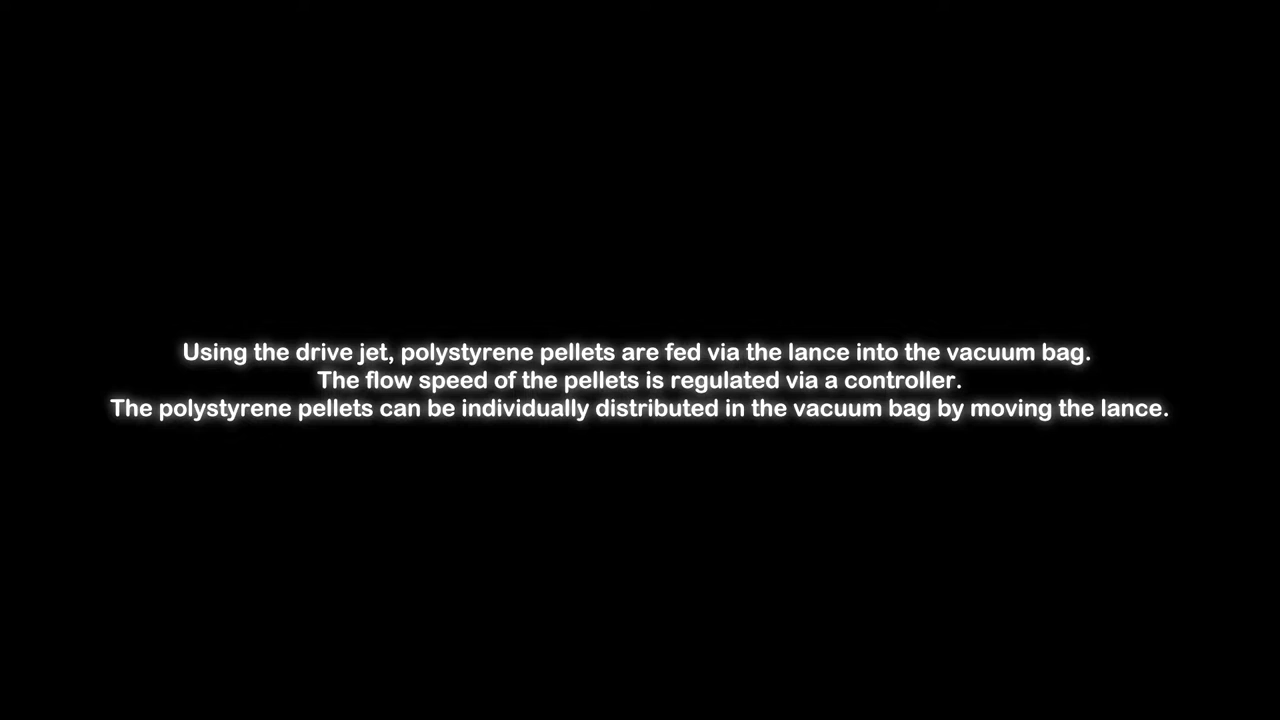 Using the drive jet, polystyrene pellets are fed via the lance into the vacuum bag.
The flow speed of the pellets is regulated via a controller.
The polystyrene pellets can be individually distributed in the vacuum bag by moving the lance.